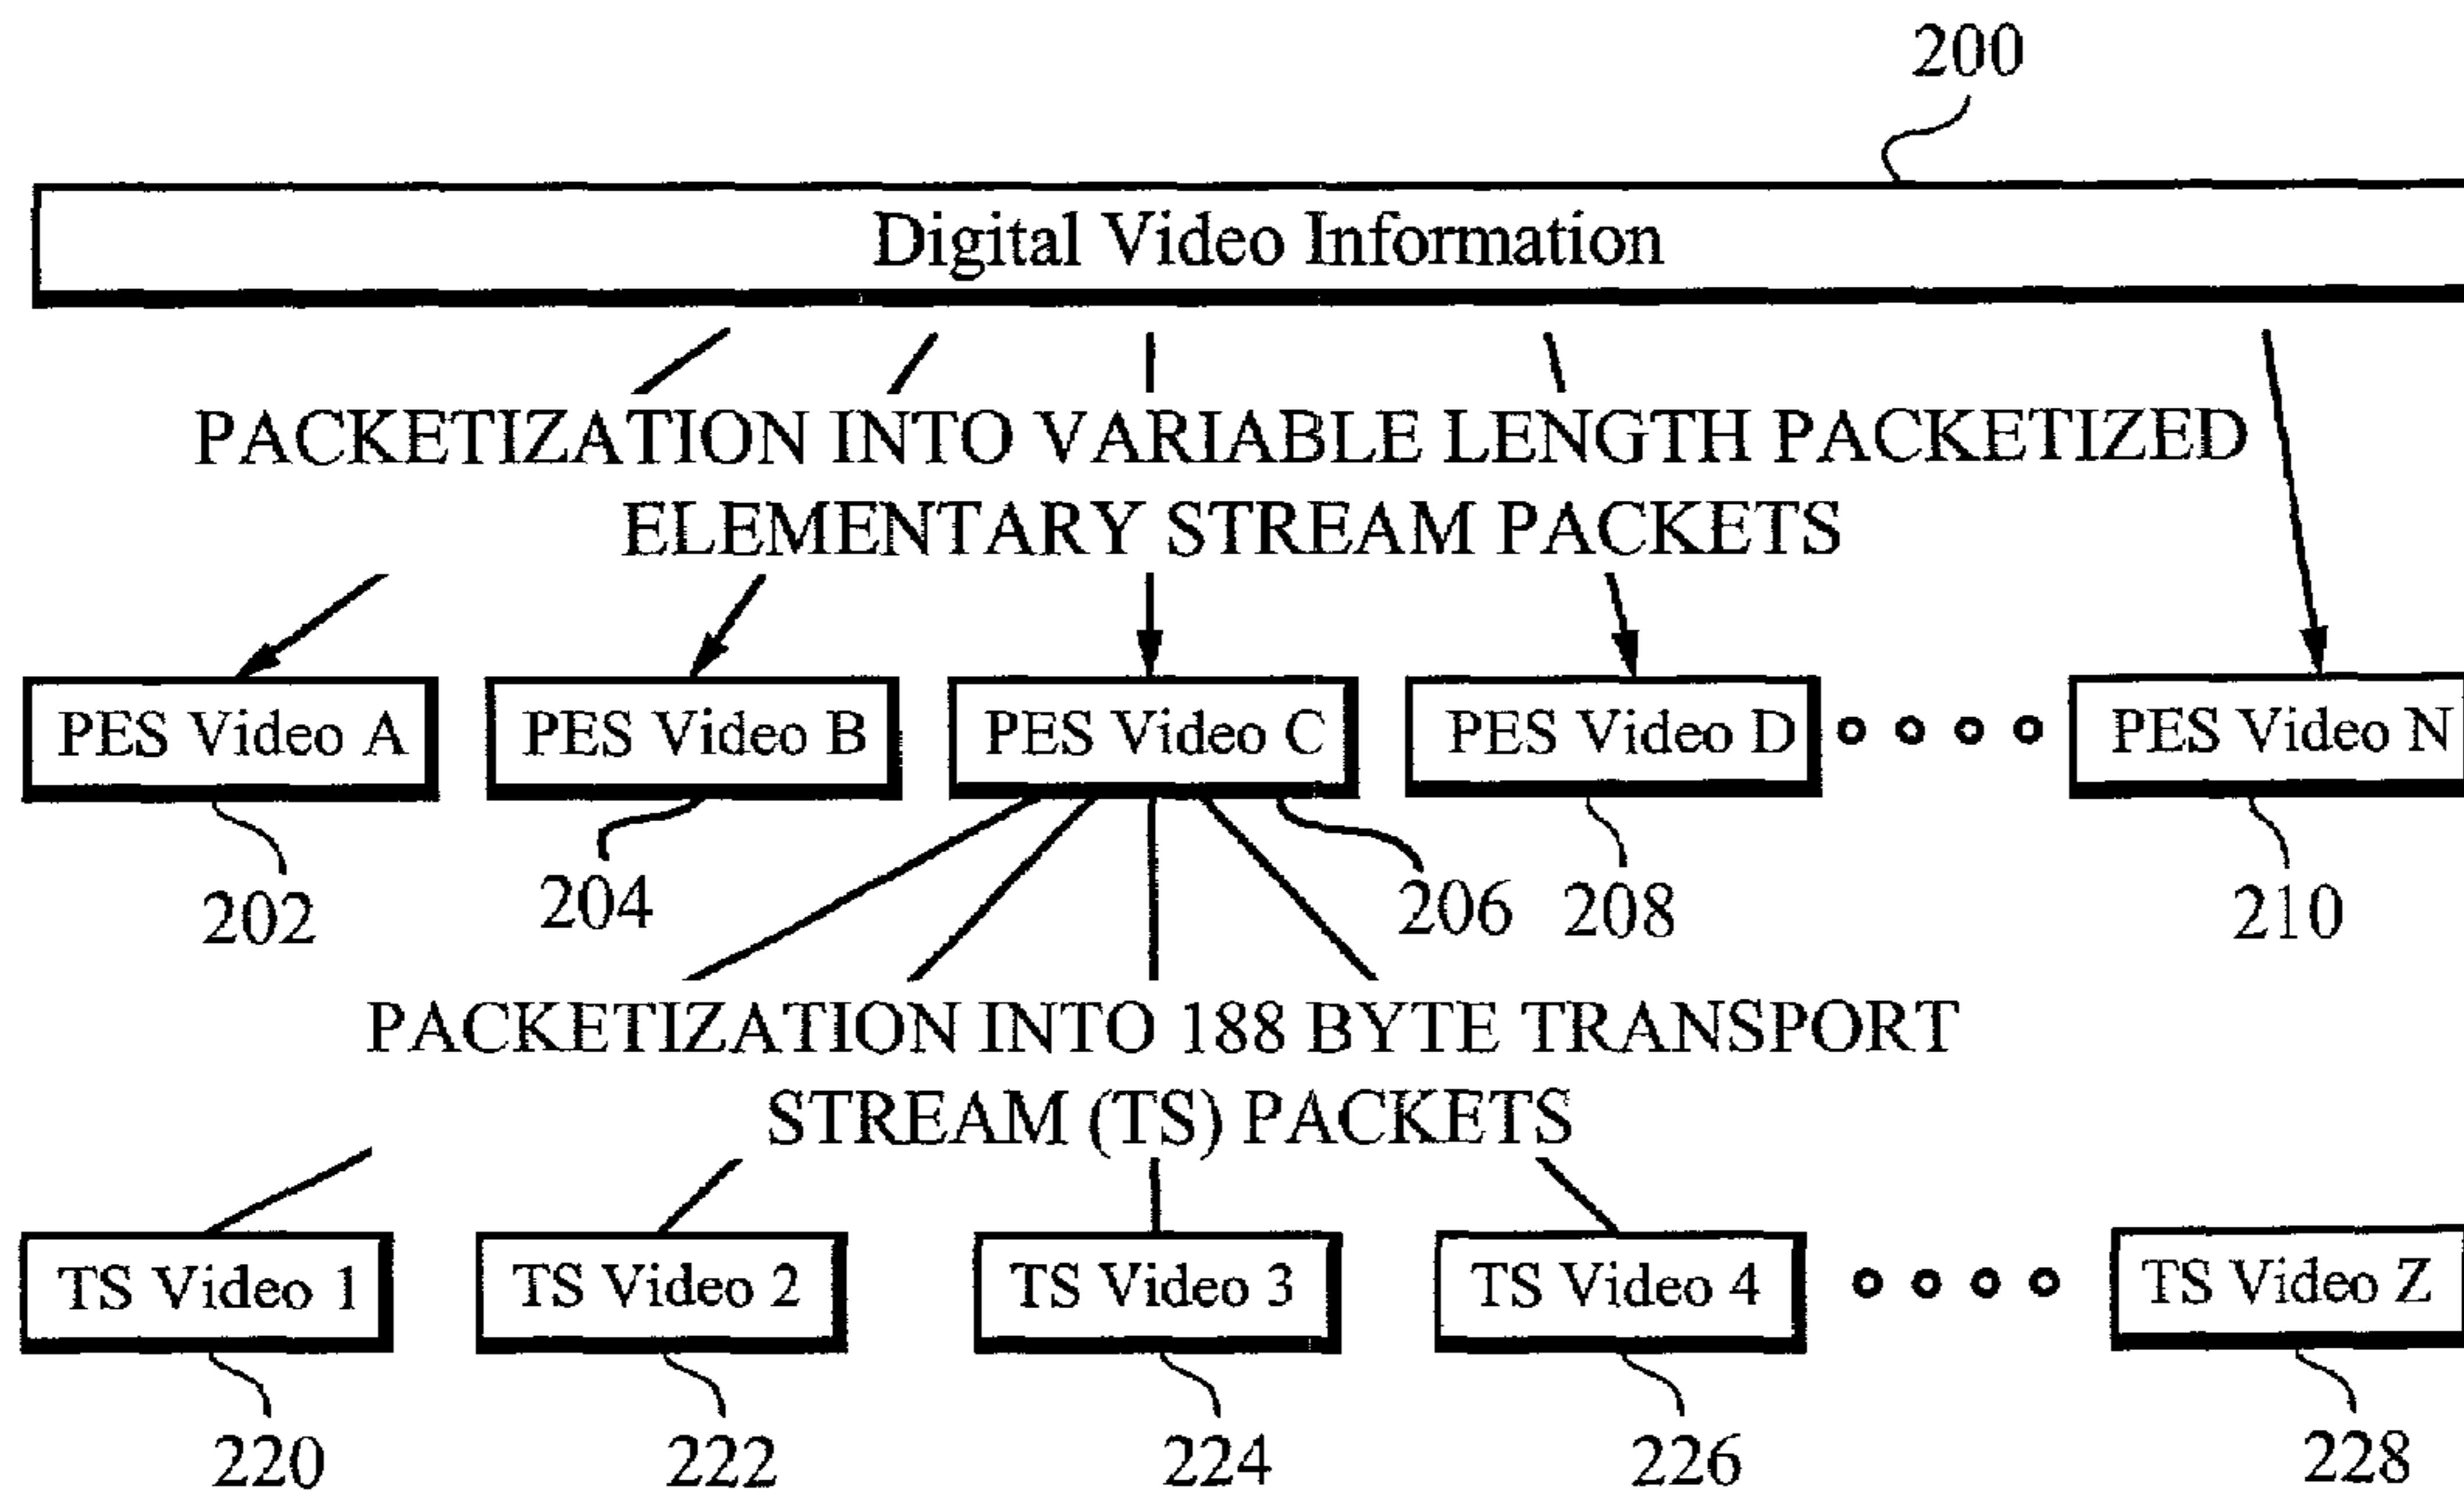 200
Digital Video Information
PACKETIZATION INTO VARIABLE LENGTH PACKETIZED
ELEMENTARY STREAM PACKETS
PES Video A
PES Video B
PES Video C
PES Video D
PES Video N
202
204
206
208
210
PACKETIZATION INTO 188 BYTE TRANSPORT
STREAM (TS) PACKETS
TS Video 1
TS Video 2
TS Video 3
TS Video 4
TS Video Z
220
222
224
226
228